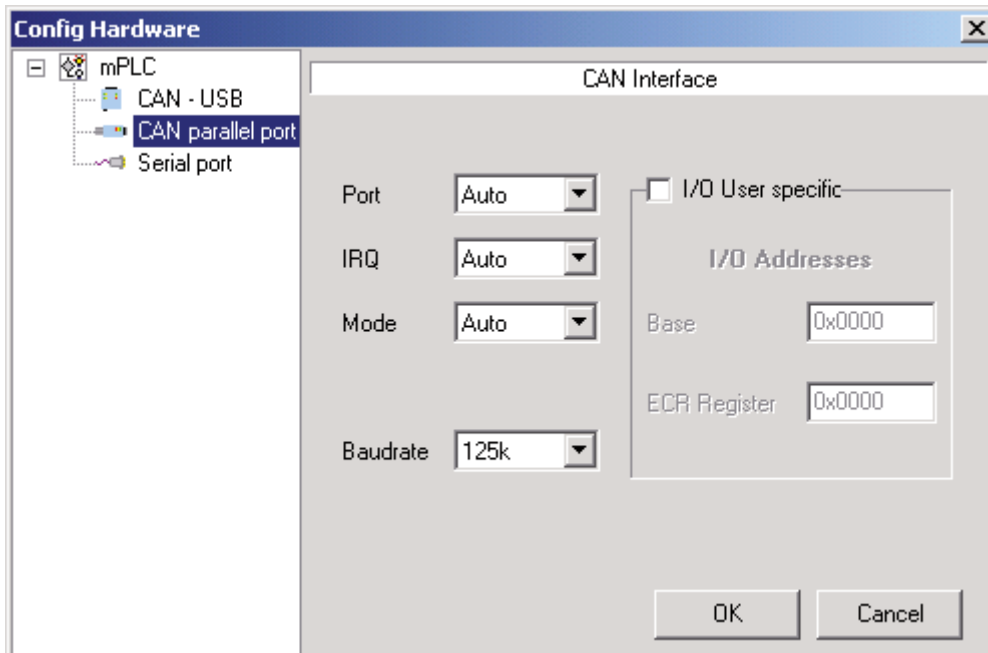 Config Hardware
mPLC
CAN - USB
CAN parallel port
Serial port
CAN Interface
Port
Auto
IRQ
Auto
Mode
Auto
Baudrate
125k
I/O User specific
I/O Addresses
Base
0x0000
ECR Register
0x0000
OK
Cancel